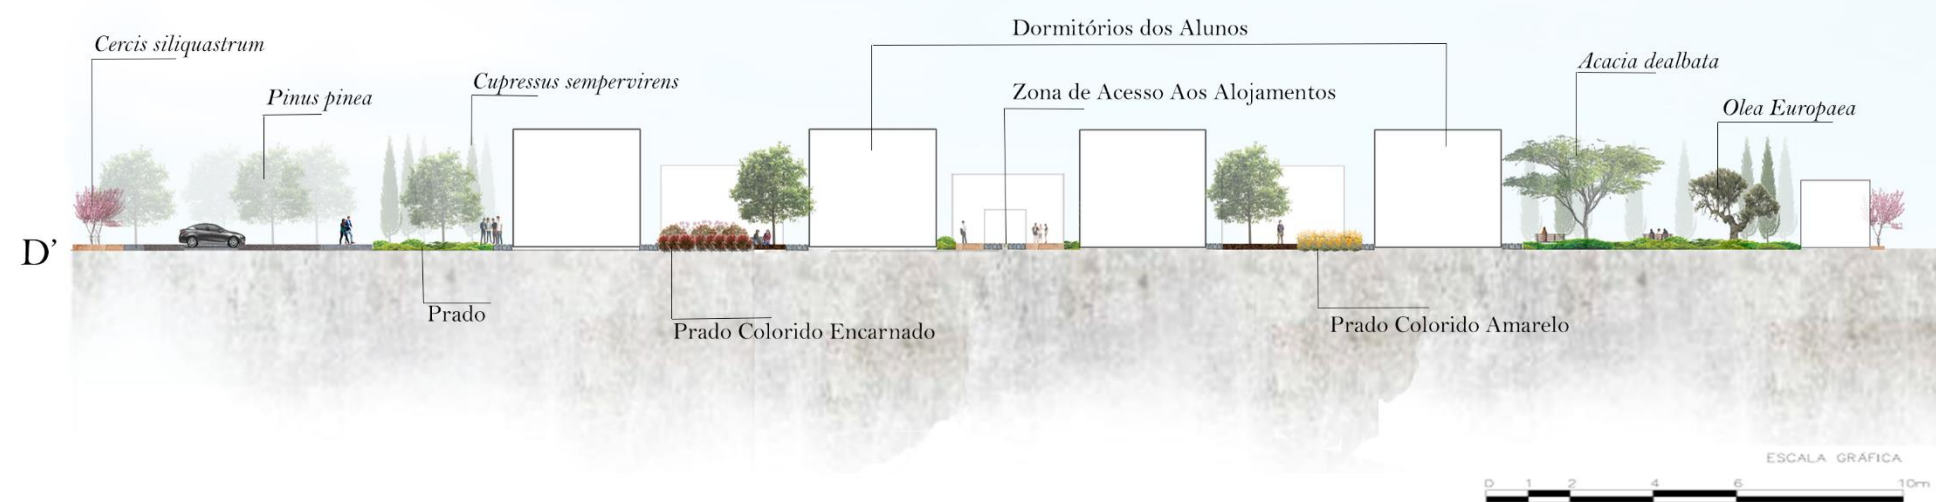 Dormitórios dos Alunos
Cercis siliquastrum
Acacia dealbata
Cupressus sempervirens
Zona de Acesso Aos Alojamentos
Pinus pinea
Olea Europaea
D’
Prado
Prado Colorido Encarnado
Prado Colorido Amarelo
ESCALA GRÁFICA
0 1 2 4 6 10m